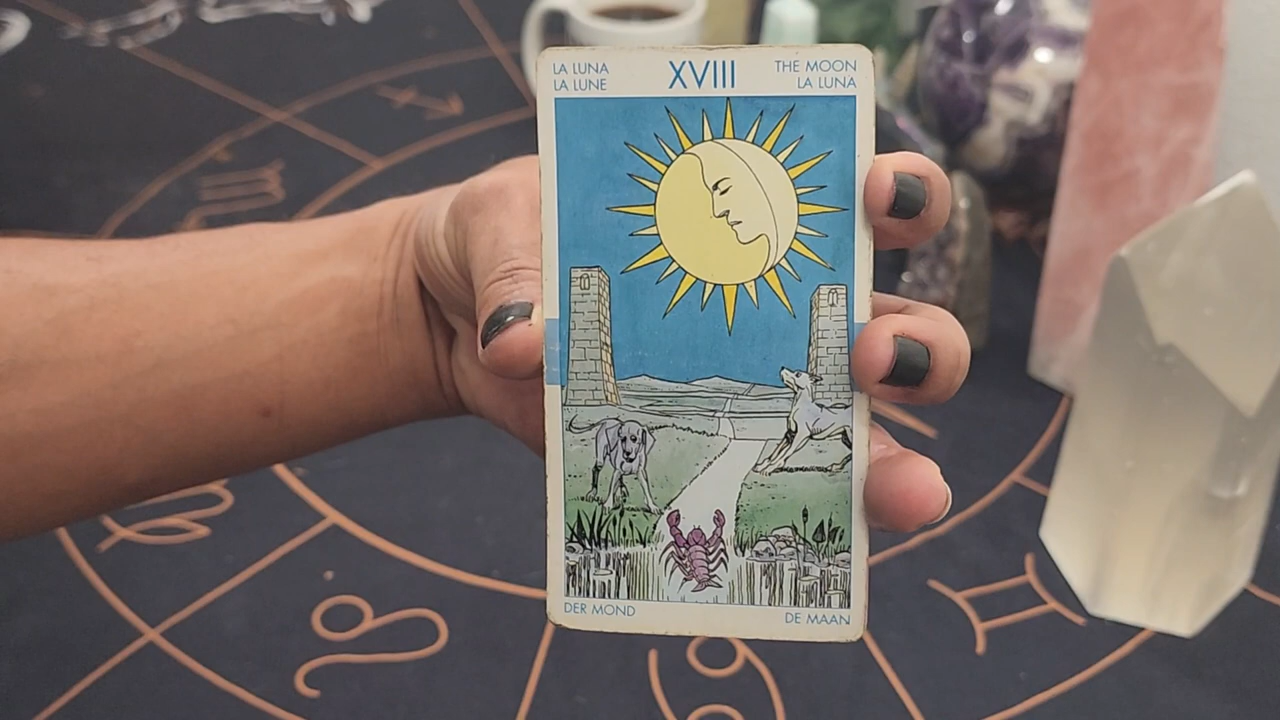 LA LUNA
LA LUNE
XVIII
THE MOON
LA LUNA
DER MOND
DE MAAN